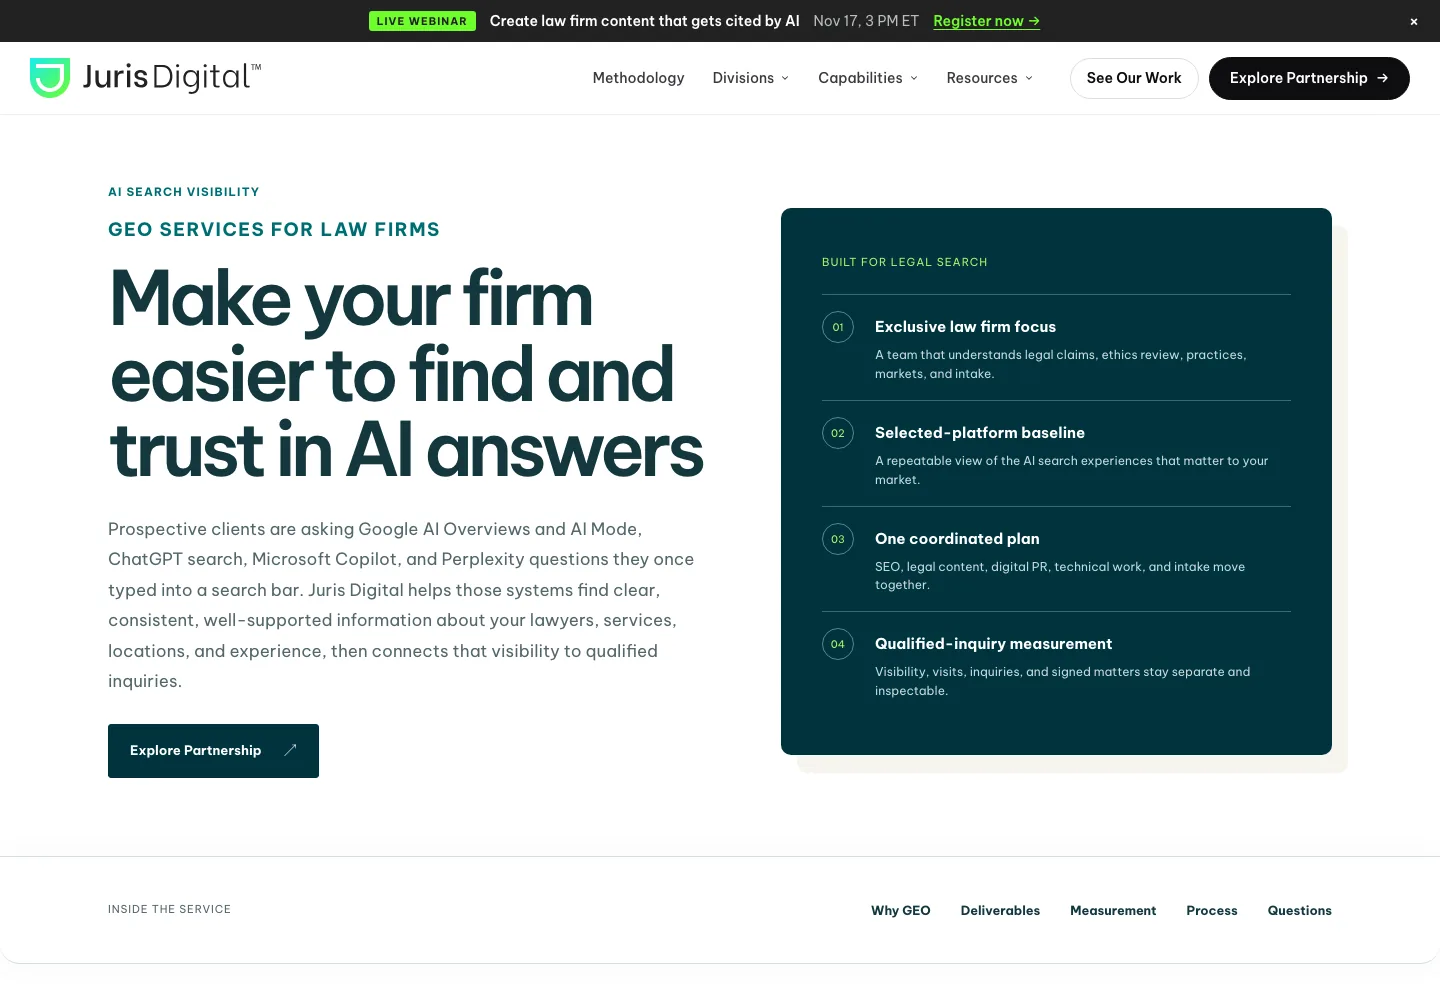 LIVE WEBINAR Create law firm content that gets cited by AI Nov 17, 3 PM ET Register now → ×
Juris Digital™ Methodology Divisions Capabilities Resources See Our Work Explore Partnership →
AI SEARCH VISIBILITY
GEO SERVICES FOR LAW FIRMS
Make your firm
easier to find and
trust in AI answers
Prospective clients are asking Google AI Overviews and AI Mode,
ChatGPT search, Microsoft Copilot, and Perplexity questions they once
typed into a search bar. Juris Digital helps those systems find clear,
consistent, well-supported information about your lawyers, services,
locations, and experience, then connects that visibility to qualified
inquiries.
Explore Partnership ↗
BUILT FOR LEGAL SEARCH
01 Exclusive law firm focus
A team that understands legal claims, ethics review, practices,
markets, and intake.
02 Selected-platform baseline
A repeatable view of the AI search experiences that matter to your
market.
03 One coordinated plan
SEO, legal content, digital PR, technical work, and intake move
together.
04 Qualified-inquiry measurement
Visibility, visits, inquiries, and signed matters stay separate and
inspectable.
INSIDE THE SERVICE Why GEO Deliverables Measurement Process Questions